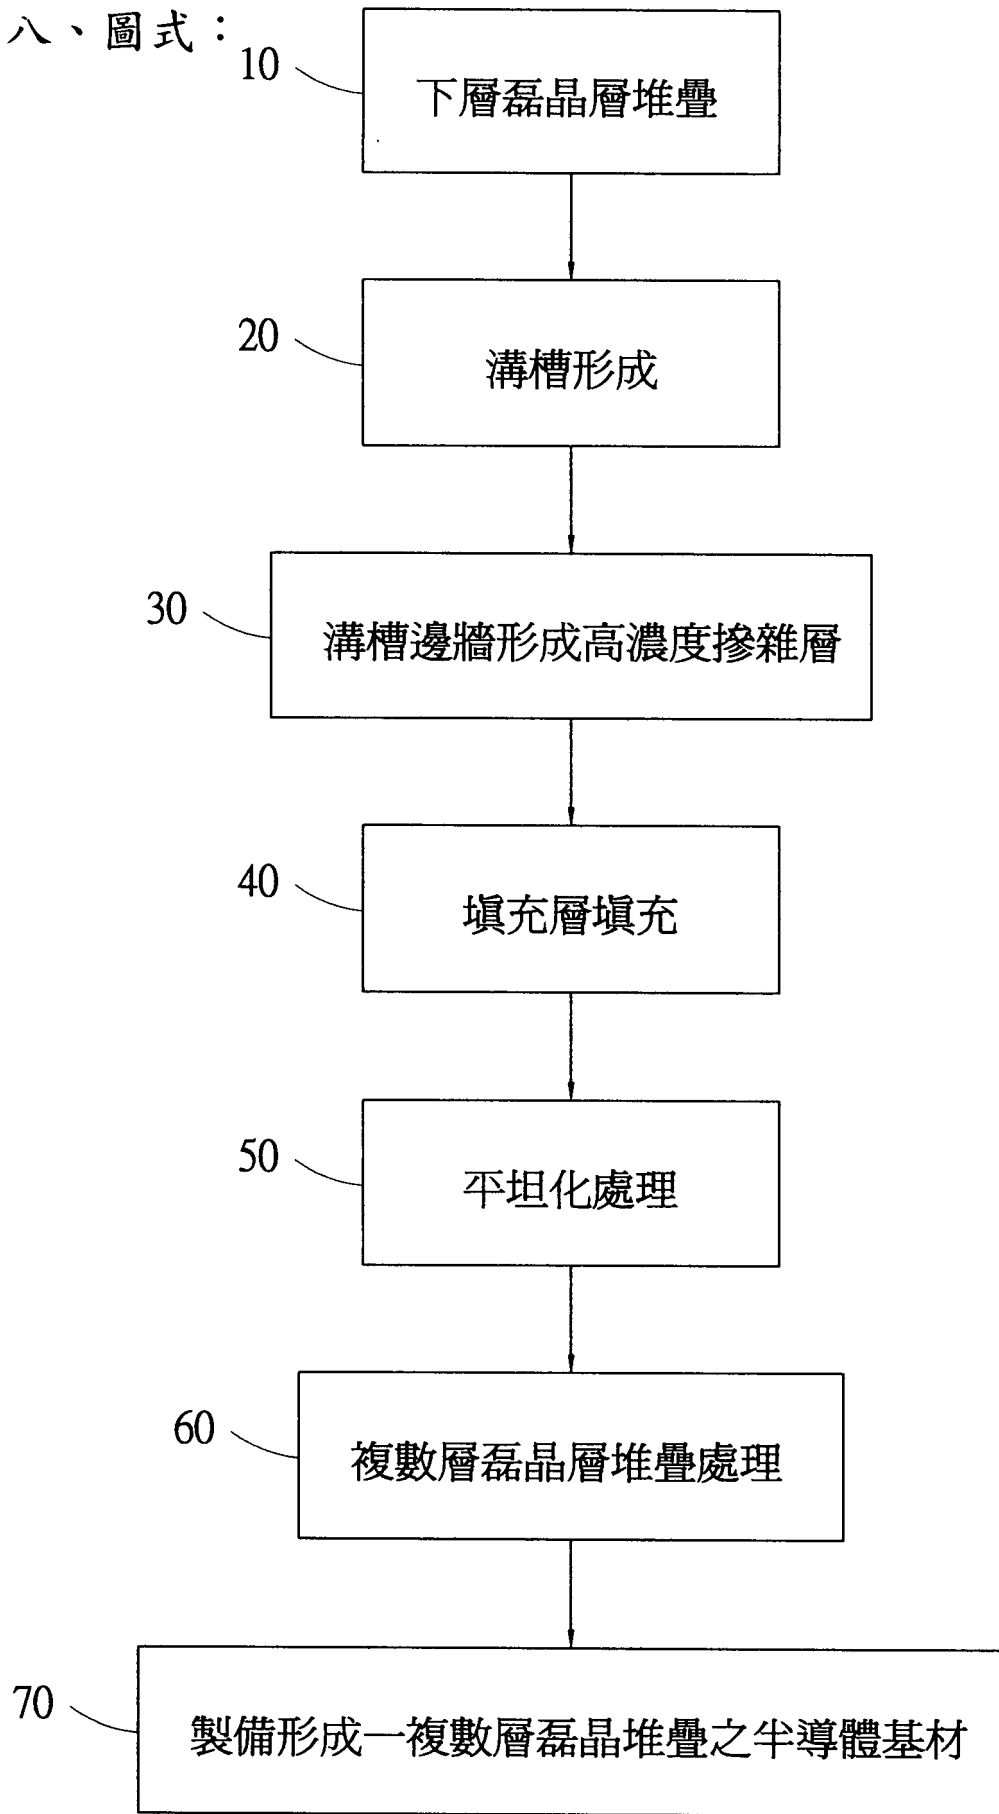 八、圖式：
10
下層磊晶層堆疊
20
溝槽形成
30
溝槽邊牆形成高濃度摻雜層
40
填充層填充
50
平坦化處理
60
複數層磊晶層堆疊處理
70
製備形成一複數層磊晶堆疊之半導體基材